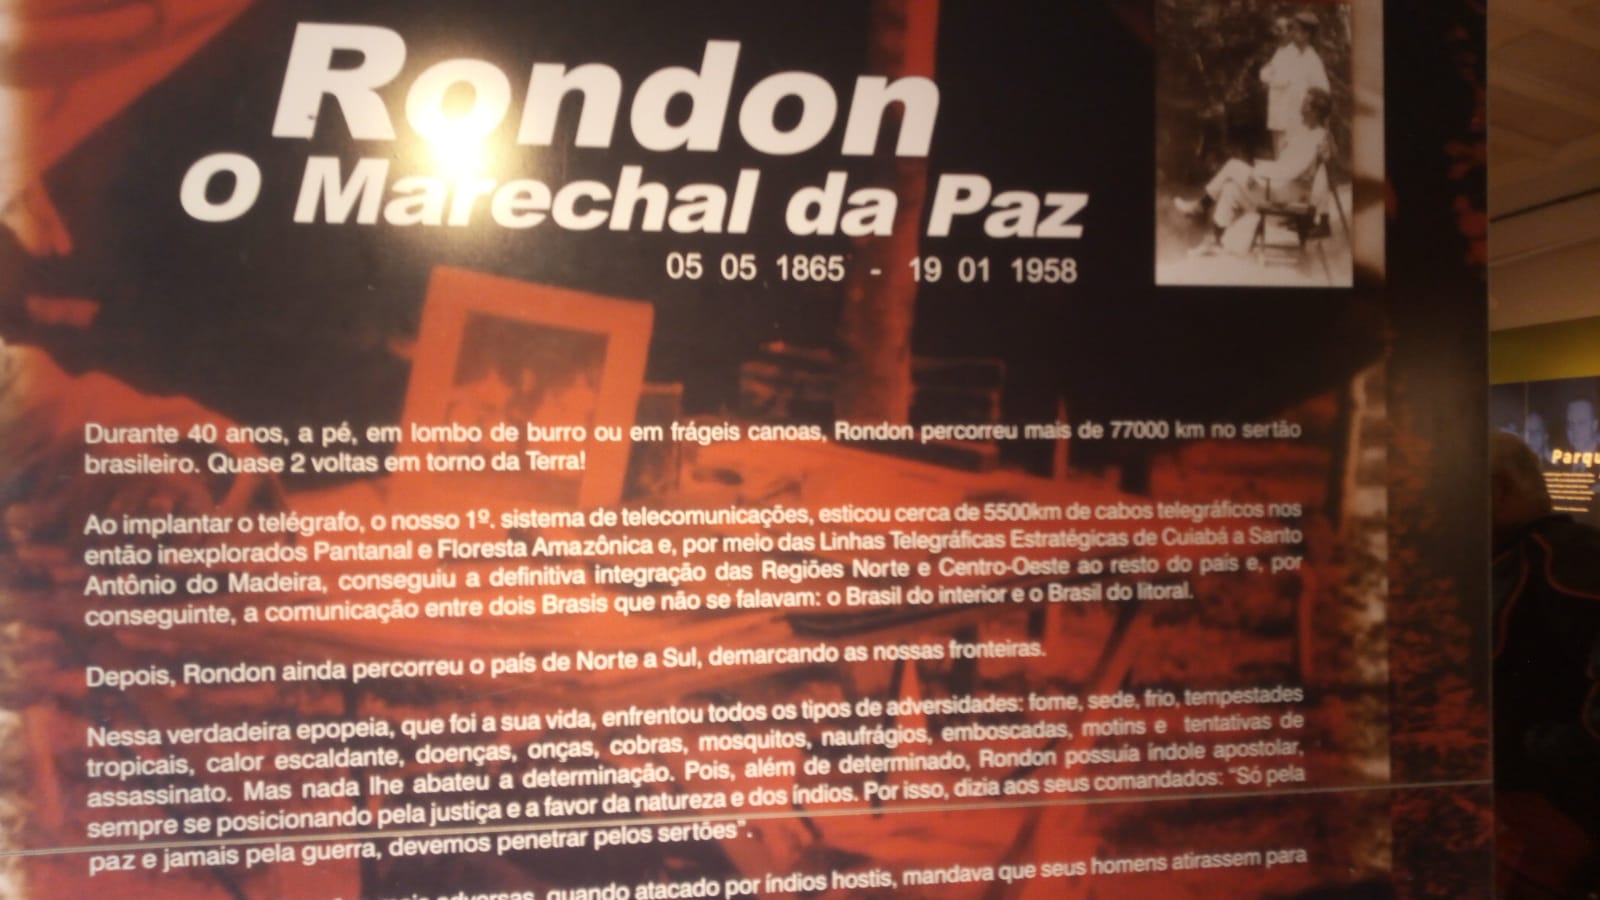 Rondon
O Marechal da Paz
05 05 1865 - 19 01 1958
Durante 40 anos, a pé, em lombo de burro ou em frágeis canoas, Rondon percorreu mais de 77000 km no sertão
brasileiro. Quase 2 voltas em torno da Terra!
Ao implantar o telégrafo, o nosso 1º. sistema de telecomunicações, esticou cerca de 5500km de cabos telegráficos nos
então inexplorados Pantanal e Floresta Amazônica e, por meio das Linhas Telegráficas Estratégicas de Cuiabá a Santo
Antônio do Madeira, conseguiu a definitiva integração das Regiões Norte e Centro-Oeste ao resto do país e, por
conseguinte, a comunicação entre dois Brasis que não se falavam: o Brasil do interior e o Brasil do litoral.
Depois, Rondon ainda percorreu o país de Norte a Sul, demarcando as nossas fronteiras.
Nessa verdadeira epopeia, que foi a sua vida, enfrentou todos os tipos de adversidades: fome, sede, frio, tempestades
tropicais, calor escaldante, doenças, onças, cobras, mosquitos, naufrágios, emboscadas, motins e tentativas de
assassinato. Mas nada lhe abateu a determinação. Pois, além de determinado, Rondon possuía índole apostolar,
sempre se posicionando pela justiça e a favor da natureza e dos índios. Por isso, dizia aos seus comandados: "Só pela
paz e jamais pela guerra, devemos penetrar pelos sertões".
adversas, quando atacado por índios hostis, mandava que seus homens atirassem para
Parqu